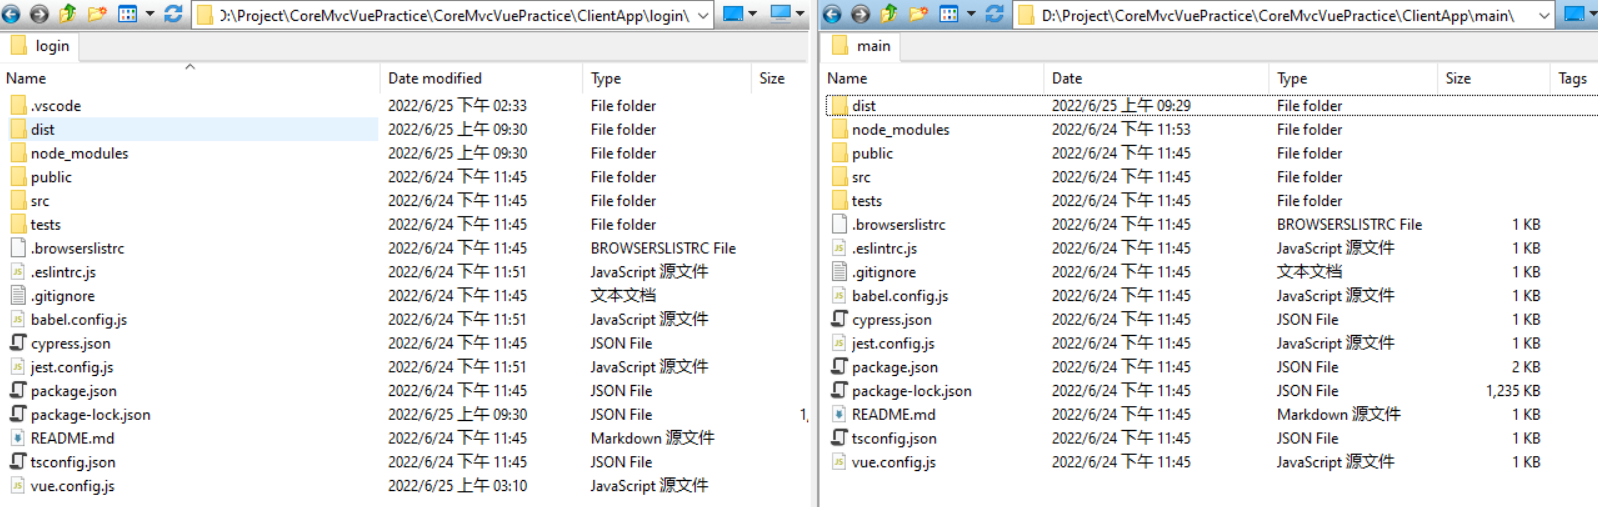 D:\Project\CoreMvcVuePractice\CoreMvcVuePractice\ClientApp\login\
login
Name Date modified Type Size
.vscode 2022/6/25 下午 02:33 File folder
dist 2022/6/25 上午 09:30 File folder
node_modules 2022/6/25 上午 09:30 File folder
public 2022/6/24 下午 11:45 File folder
src 2022/6/24 下午 11:45 File folder
tests 2022/6/24 下午 11:45 File folder
.browserslistrc 2022/6/24 下午 11:45 BROWSERSLISTRC File
.eslintrc.js 2022/6/24 下午 11:51 JavaScript 源文件
.gitignore 2022/6/24 下午 11:45 文本文档
babel.config.js 2022/6/24 下午 11:51 JavaScript 源文件
cypress.json 2022/6/24 下午 11:45 JSON File
jest.config.js 2022/6/24 下午 11:51 JavaScript 源文件
package.json 2022/6/24 下午 11:45 JSON File
package-lock.json 2022/6/25 上午 09:30 JSON File 1,
README.md 2022/6/24 下午 11:45 Markdown 源文件
tsconfig.json 2022/6/24 下午 11:45 JSON File
vue.config.js 2022/6/25 上午 03:10 JavaScript 源文件
D:\Project\CoreMvcVuePractice\CoreMvcVuePractice\ClientApp\main\
main
Name Date Type Size Tags
dist 2022/6/25 上午 09:29 File folder
node_modules 2022/6/24 下午 11:53 File folder
public 2022/6/24 下午 11:45 File folder
src 2022/6/24 下午 11:45 File folder
tests 2022/6/24 下午 11:45 File folder
.browserslistrc 2022/6/24 下午 11:45 BROWSERSLISTRC File 1 KB
.eslintrc.js 2022/6/24 下午 11:45 JavaScript 源文件 1 KB
.gitignore 2022/6/24 下午 11:45 文本文档 1 KB
babel.config.js 2022/6/24 下午 11:45 JavaScript 源文件 1 KB
cypress.json 2022/6/24 下午 11:45 JSON File 1 KB
jest.config.js 2022/6/24 下午 11:45 JavaScript 源文件 1 KB
package.json 2022/6/24 下午 11:45 JSON File 2 KB
package-lock.json 2022/6/24 下午 11:45 JSON File 1,235 KB
README.md 2022/6/24 下午 11:45 Markdown 源文件 1 KB
tsconfig.json 2022/6/24 下午 11:45 JSON File 1 KB
vue.config.js 2022/6/24 下午 11:45 JavaScript 源文件 1 KB